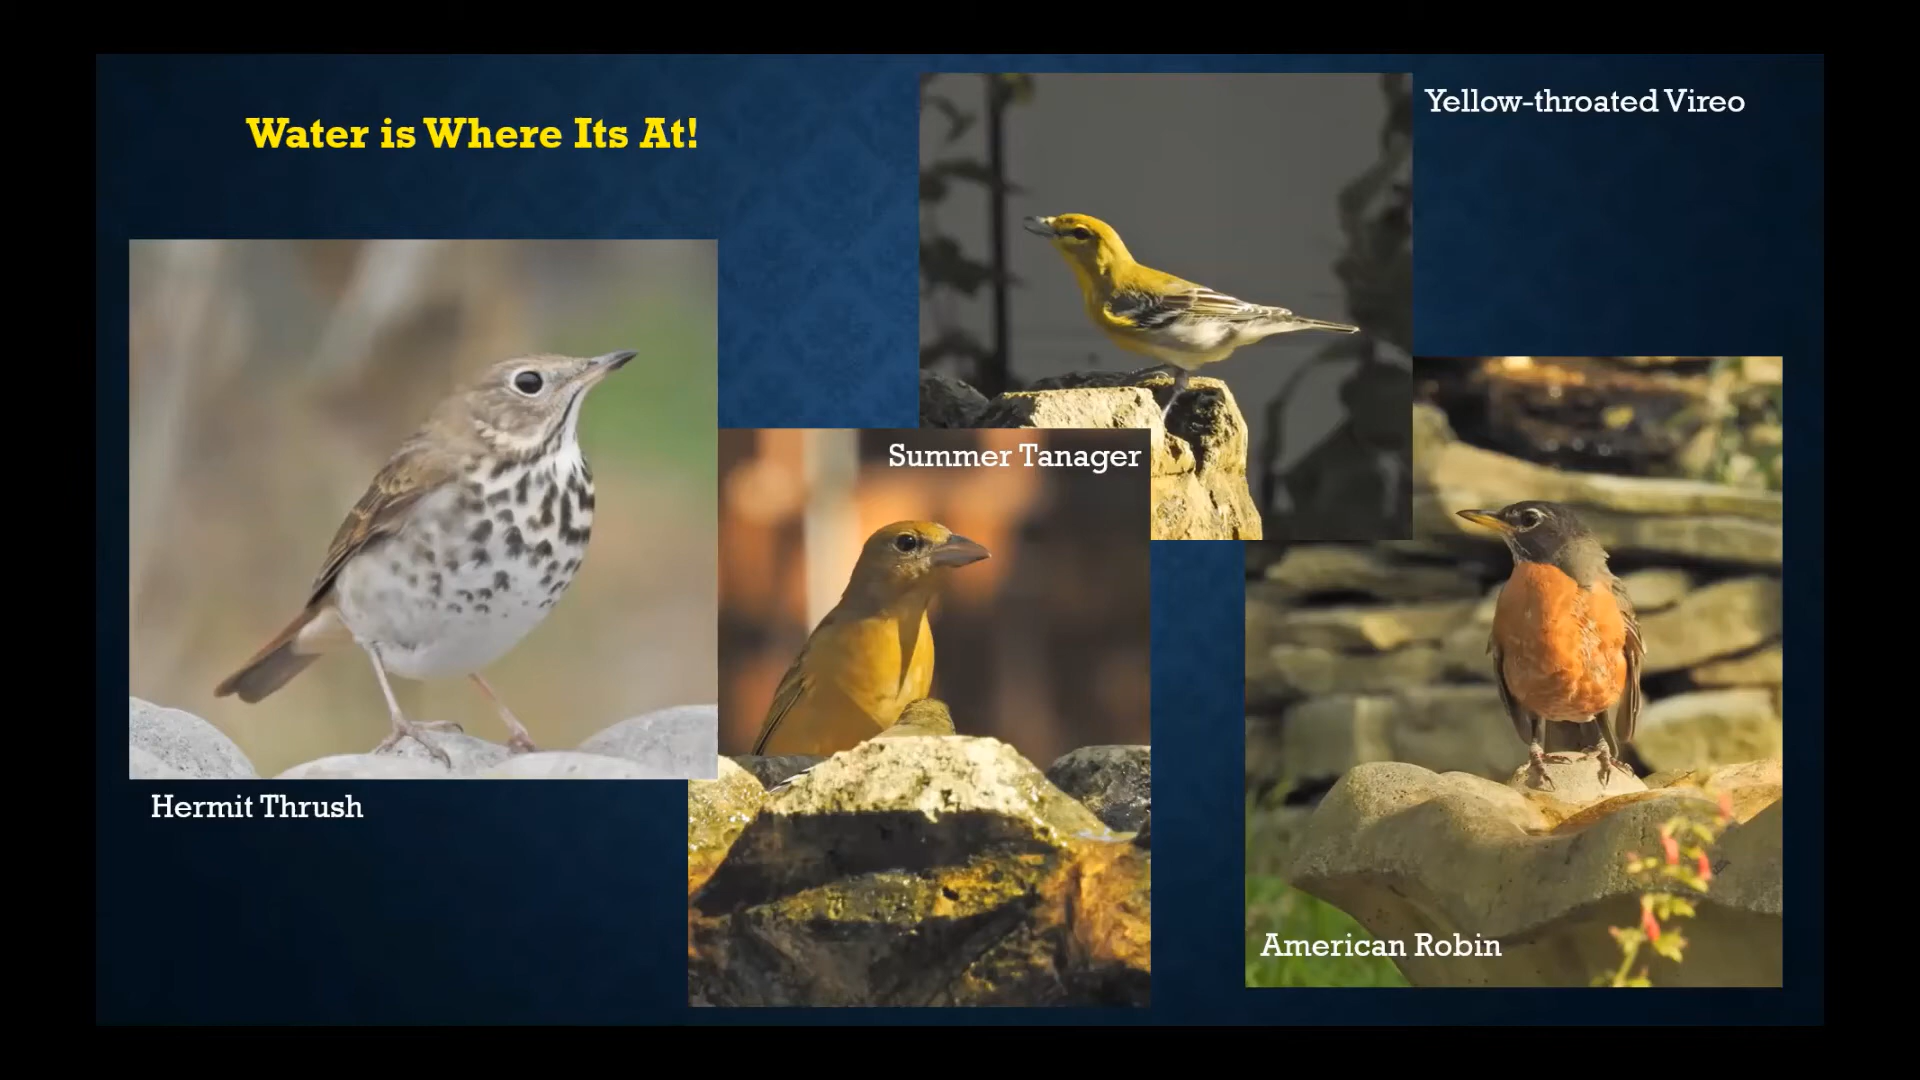 Water is Where Its At!
Yellow-throated Vireo
Summer Tanager
Hermit Thrush
American Robin